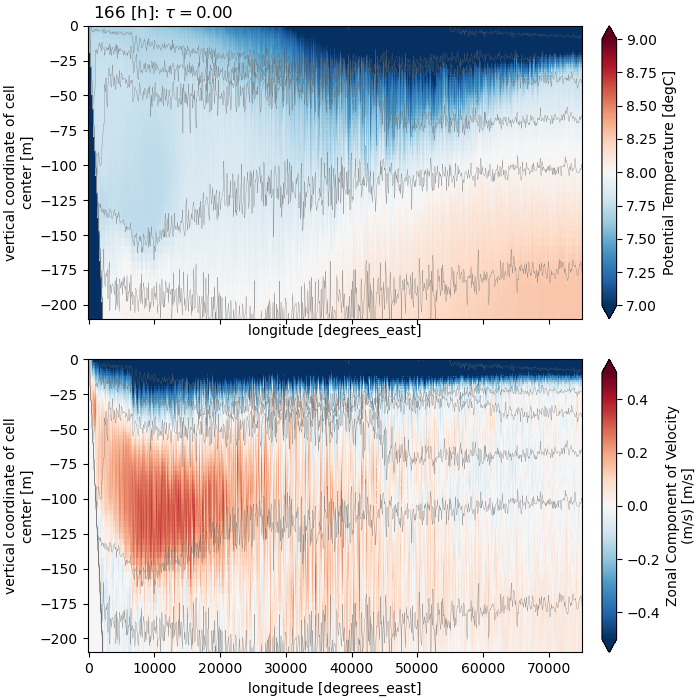 166 [h]: τ = 0.00
0
−25
−50
−75
−100
−125
−150
−175
−200
vertical coordinate of cell
center [m]
longitude [degrees_east]
9.00
8.75
8.50
8.25
8.00
7.75
7.50
7.25
7.00
Potential Temperature [degC]
0
−25
−50
−75
−100
−125
−150
−175
−200
vertical coordinate of cell
center [m]
0 10000 20000 30000 40000 50000 60000 70000
longitude [degrees_east]
0.4
0.2
0.0
−0.2
−0.4
Zonal Component of Velocity
(m/s) [m/s]